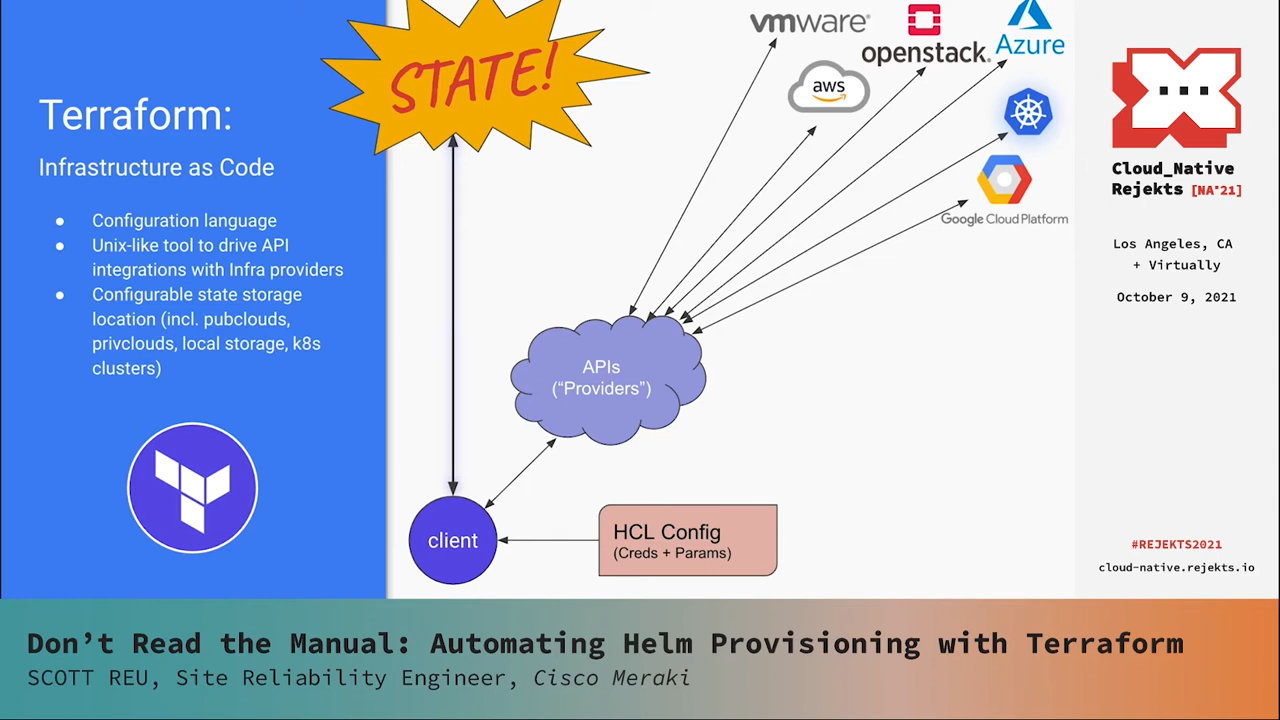 Terraform:
Infrastructure as Code
● Configuration language
● Unix-like tool to drive API
integrations with Infra providers
● Configurable state storage
location (incl. pubclouds,
privclouds, local storage, k8s
clusters)
STATE!
vmware®
openstack.
Azure
aws
Google Cloud Platform
APIs
(“Providers”)
client
HCL Config
(Creds + Params)
Cloud_Native
Rejekts [NA'21]
Los Angeles, CA
+ Virtually
October 9, 2021
#REJEKTS2021
cloud-native.rejekts.io
Don’t Read the Manual: Automating Helm Provisioning with Terraform
SCOTT REU, Site Reliability Engineer, Cisco Meraki